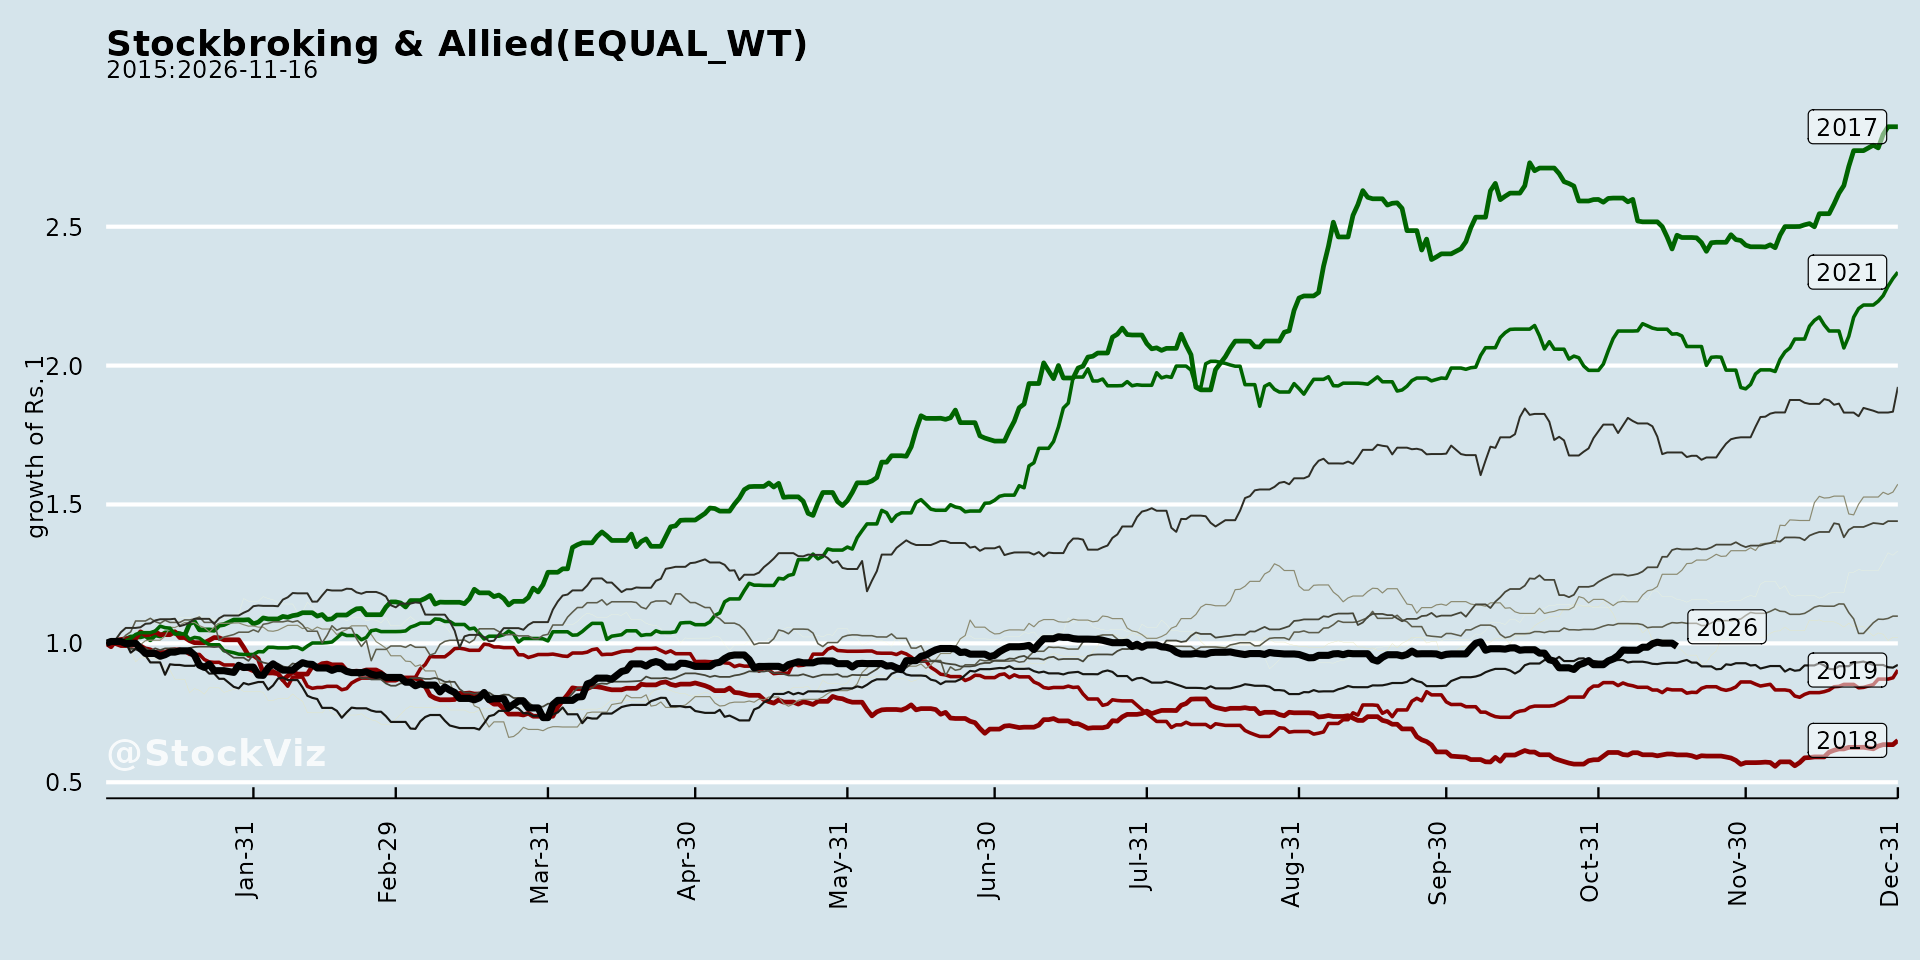 Stockbroking & Allied(EQUAL_WT)
2015:2026-11-16
2017
2021
2026
2019
2018
growth of Rs. 1
2.5
2.0
1.5
1.0
0.5
@StockViz
Jan-31
Feb-29
Mar-31
Apr-30
May-31
Jun-30
Jul-31
Aug-31
Sep-30
Oct-31
Nov-30
Dec-31